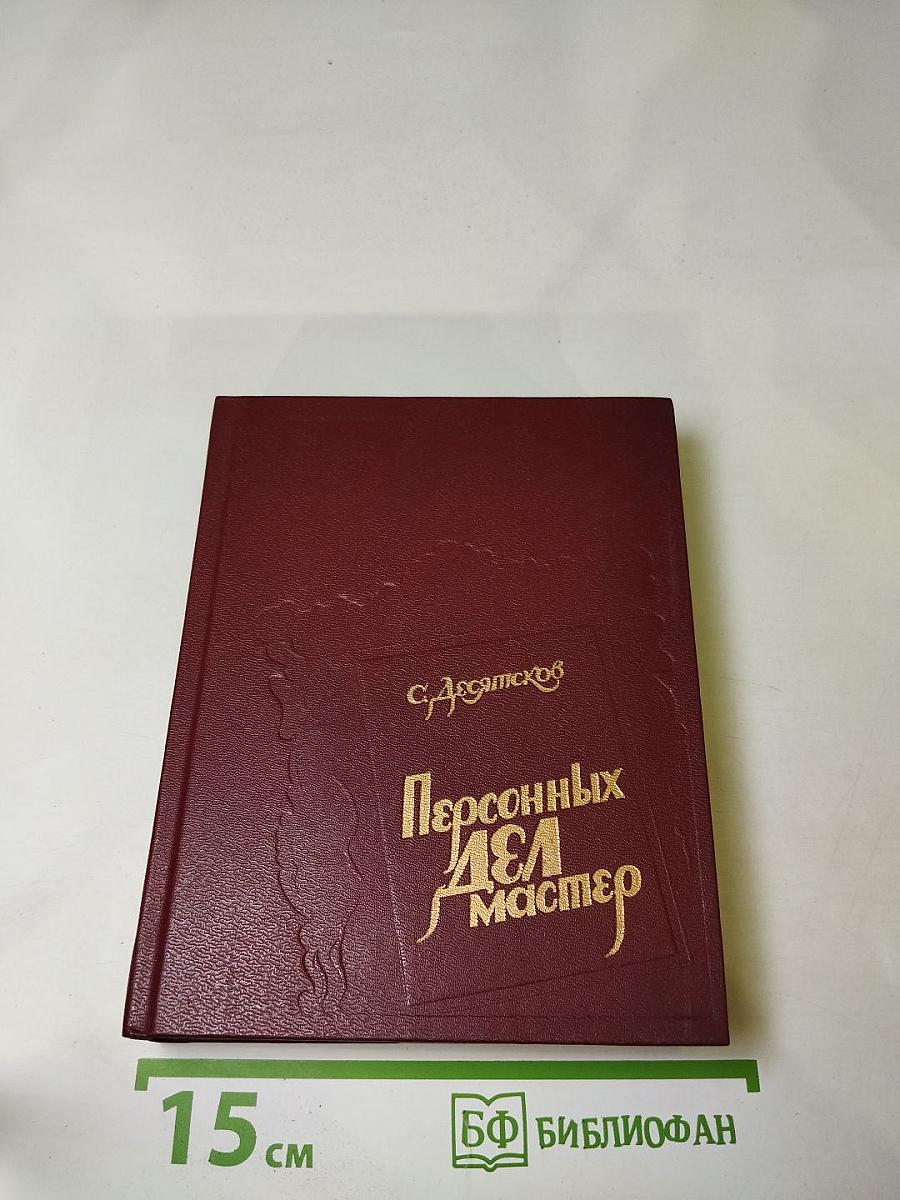 С. Десятсков
Персонных
дел
мастер
15 см
БФ БИБЛИОФАН